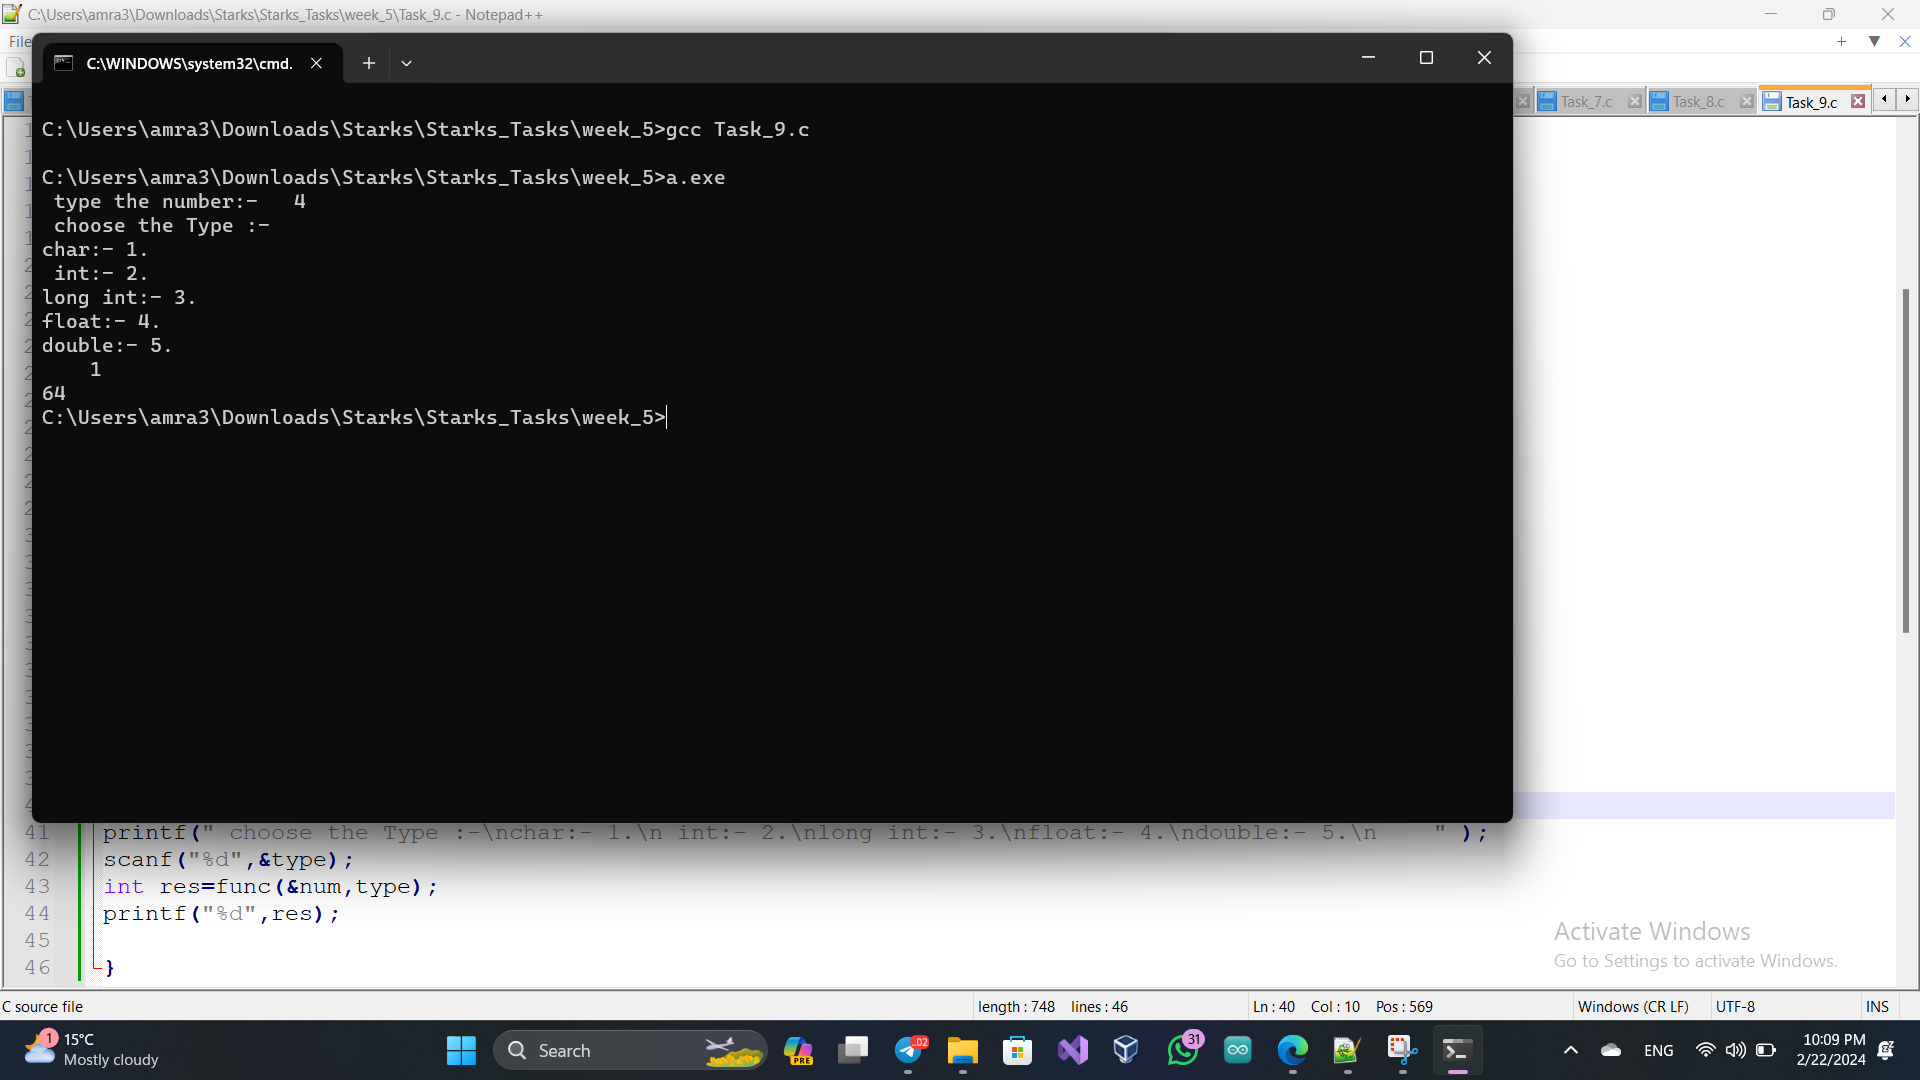 C:\Users\amra3\Downloads\Starks\Starks_Tasks\week_5\Task_9.c - Notepad++
File
C:\WINDOWS\system32\cmd.
Task_7.c
Task_8.c
Task_9.c
C:\Users\amra3\Downloads\Starks\Starks_Tasks\week_5>gcc Task_9.c
C:\Users\amra3\Downloads\Starks\Starks_Tasks\week_5>a.exe
type the number:-   4
choose the Type :-
char:- 1.
int:- 2.
long int:- 3.
float:- 4.
double:- 5.
1
64
C:\Users\amra3\Downloads\Starks\Starks_Tasks\week_5>
41 printf(" choose the Type :-\nchar:- 1.\n int:- 2.\nlong int:- 3.\nfloat:- 4.\ndouble:- 5.\n    " );
42 scanf("%d",&type);
43 int res=func(&num,type);
44 printf("%d",res);
45
46 }
Activate Windows
Go to Settings to activate Windows.
C source file
length : 748 lines : 46
Ln : 40 Col : 10 Pos : 569
Windows (CR LF)
UTF-8
INS
1
15°C
Mostly cloudy
Search
PRE
..02
31
ENG
10:09 PM
2/22/2024